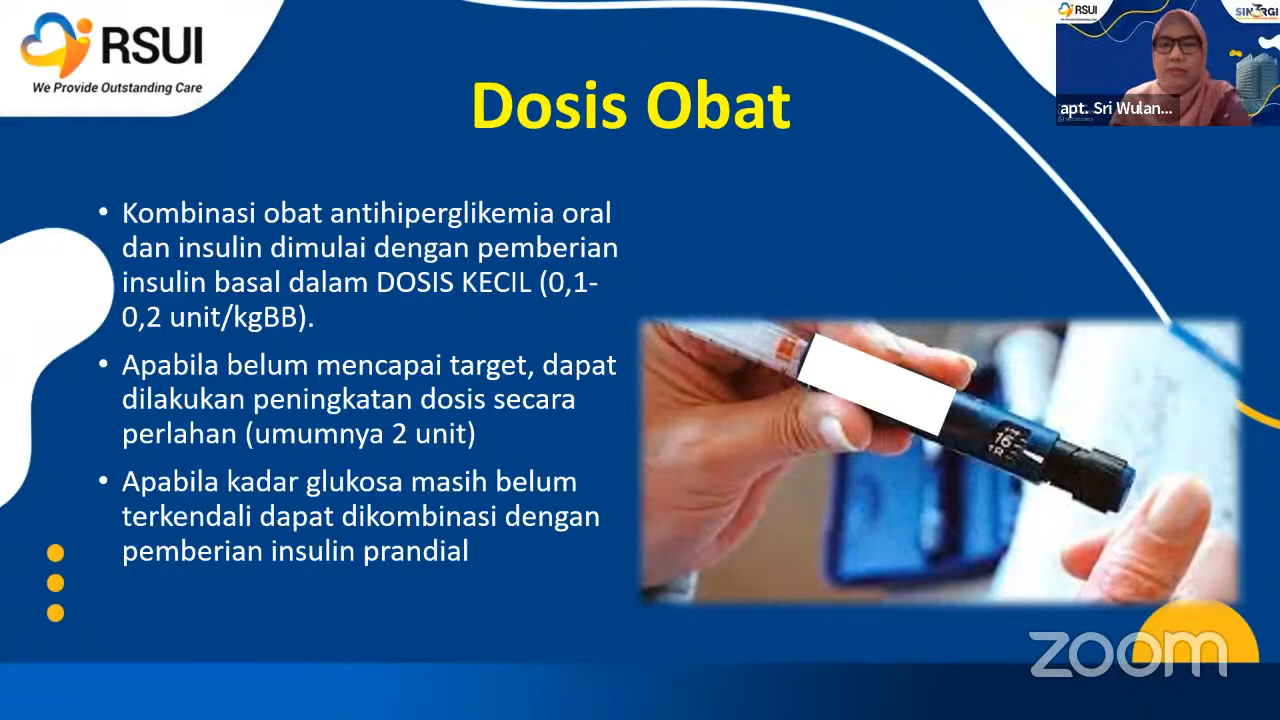 RSUI
We Provide Outstanding Care
Dosis Obat
• Kombinasi obat antihiperglikemia oral
dan insulin dimulai dengan pemberian
insulin basal dalam DOSIS KECIL (0,1-
0,2 unit/kgBB).
• Apabila belum mencapai target, dapat
dilakukan peningkatan dosis secara
perlahan (umumnya 2 unit)
• Apabila kadar glukosa masih belum
terkendali dapat dikombinasi dengan
pemberian insulin prandial
16
18
RSUI
SINERGI
apt. Sri Wulan...
zoom